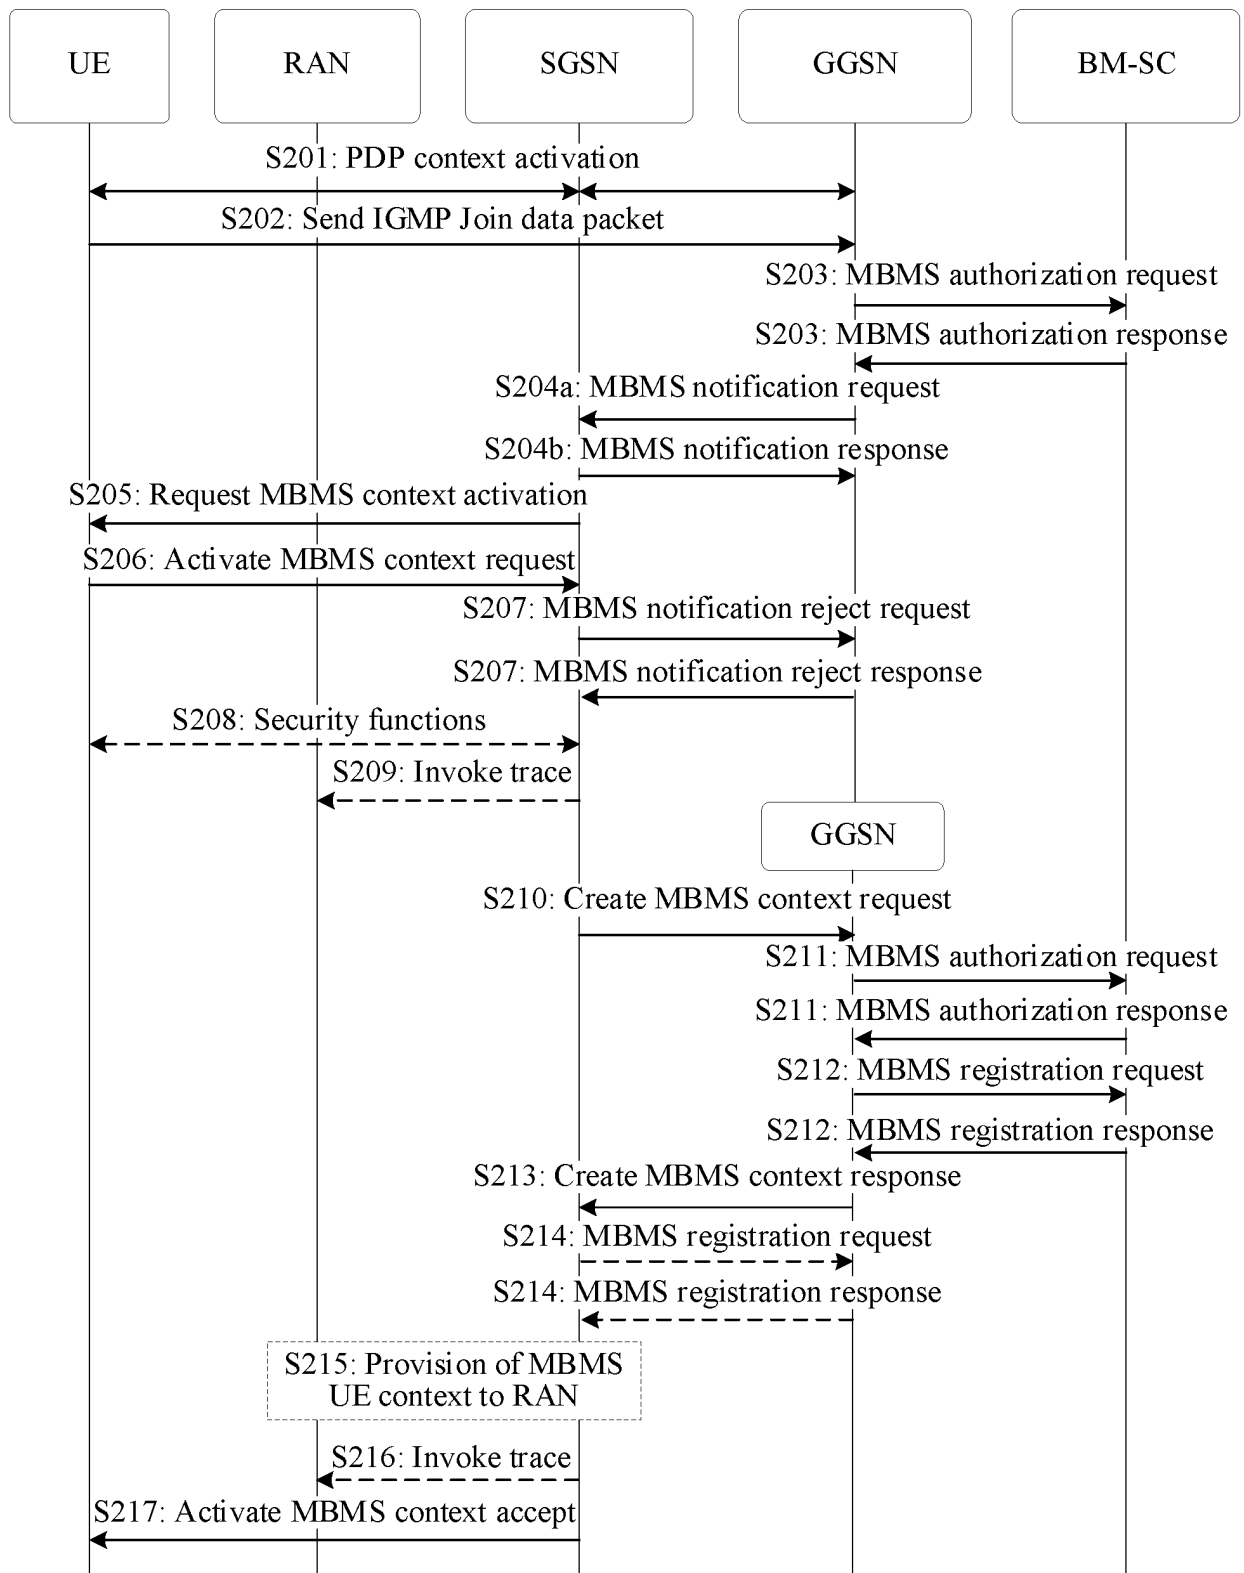 UE
RAN
SGSN
GGSN
BM-SC
S201: PDP context activation
S202: Send IGMP Join data packet
S203: MBMS authorization request
S203: MBMS authorization response
S204a: MBMS notification request
S204b: MBMS notification response
S205: Request MBMS context activation
S206: Activate MBMS context request
S207: MBMS notification reject request
S207: MBMS notification reject response
S208: Security functions
S209: Invoke trace
GGSN
S210: Create MBMS context request
S211: MBMS authorization request
S211: MBMS authorization response
S212: MBMS registration request
S212: MBMS registration response
S213: Create MBMS context response
S214: MBMS registration request
S214: MBMS registration response
S215: Provision of MBMS
UE context to RAN
S216: Invoke trace
S217: Activate MBMS context accept